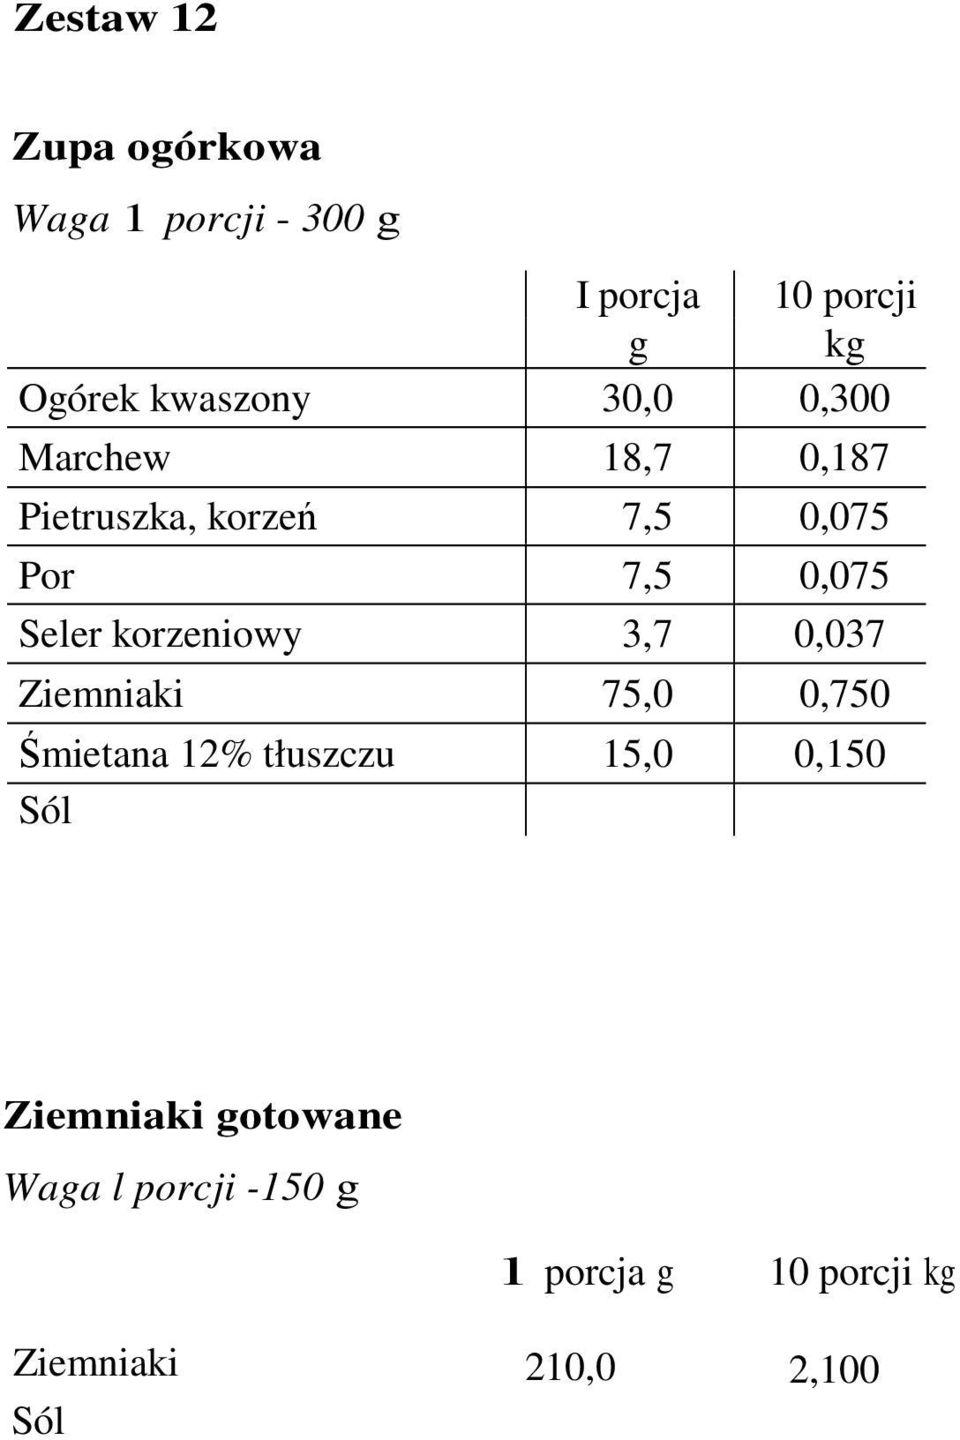 Zestaw 12
Zupa ogórkowa
Waga 1 porcji - 300 g
I porcja 10 porcji
g kg
Ogórek kwaszony 30,0 0,300
Marchew 18,7 0,187
Pietruszka, korzeń 7,5 0,075
Por 7,5 0,075
Seler korzeniowy 3,7 0,037
Ziemniaki 75,0 0,750
Śmietana 12% tłuszczu 15,0 0,150
Sól
Ziemniaki gotowane
Waga l porcji -150 g
1 porcja g 10 porcji kg
Ziemniaki 210,0 2,100
Sól